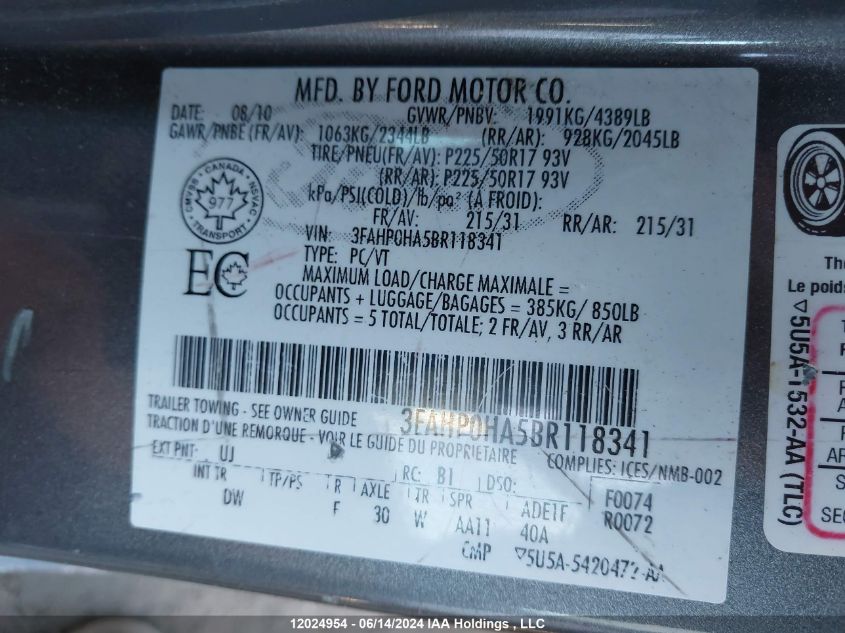 MFD. BY FORD MOTOR CO.
DATE: 08/10 GVWR/PNBV: 1991KG/4389LB
GAWR/PNBE (FR/AV): 1063KG/2344LB (RR/AR): 928KG/2045LB
TIRE/PNEU(FR/AV): P225/50R17 93V
(RR/AR): P225/50R17 93V
kPa/PSI(COLD)/lb/po² (A FROID):
FR/AV: 215/31 RR/AR: 215/31
VIN: 3FAHP0HA5BR118341
TYPE: PC/VT
MAXIMUM LOAD/CHARGE MAXIMALE =
OCCUPANTS + LUGGAGE/BAGAGES = 385KG/ 850LB
OCCUPANTS = 5 TOTAL/TOTALE; 2 FR/AV, 3 RR/AR
CANADA
CMVSS NSVAC
977
TRANSPORT
EC
TRAILER TOWING - SEE OWNER GUIDE 3FAHP0HA5BR118341
TRACTION D'UNE REMORQUE - VOIR LE GUIDE DU PROPRIETAIRE COMPLIES: ICES/NMB-002
EXT PNT: UJ RC: B1 DSO: F0074
INT TR TP/PS R AXLE TR SPR ADE1F R0072
DW F 30 W AA11 40A
CMP ▽5U5A-5420472-AA
The
Le poids
▽5U5A-1532-AA (TLC)
12024954 - 06/14/2024 IAA Holdings , LLC